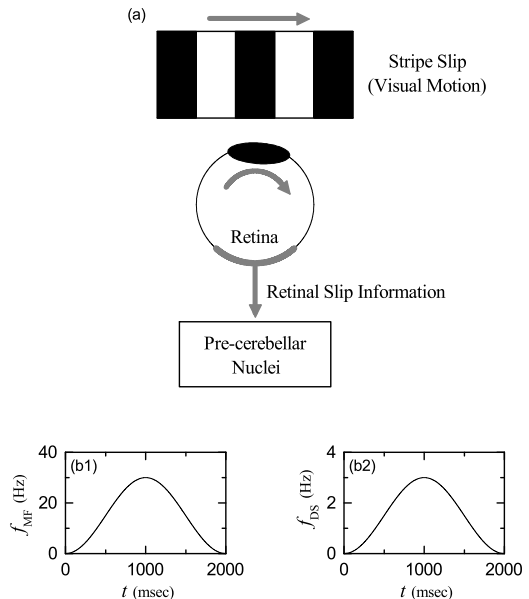 (a)
Stripe Slip
(Visual Motion)
Retina
Retinal Slip Information
Pre-cerebellar
Nuclei
(b1)
40
20
0
f_MF (Hz)
0 1000 2000
t (msec)
(b2)
4
2
0
f_DS (Hz)
0 1000 2000
t (msec)